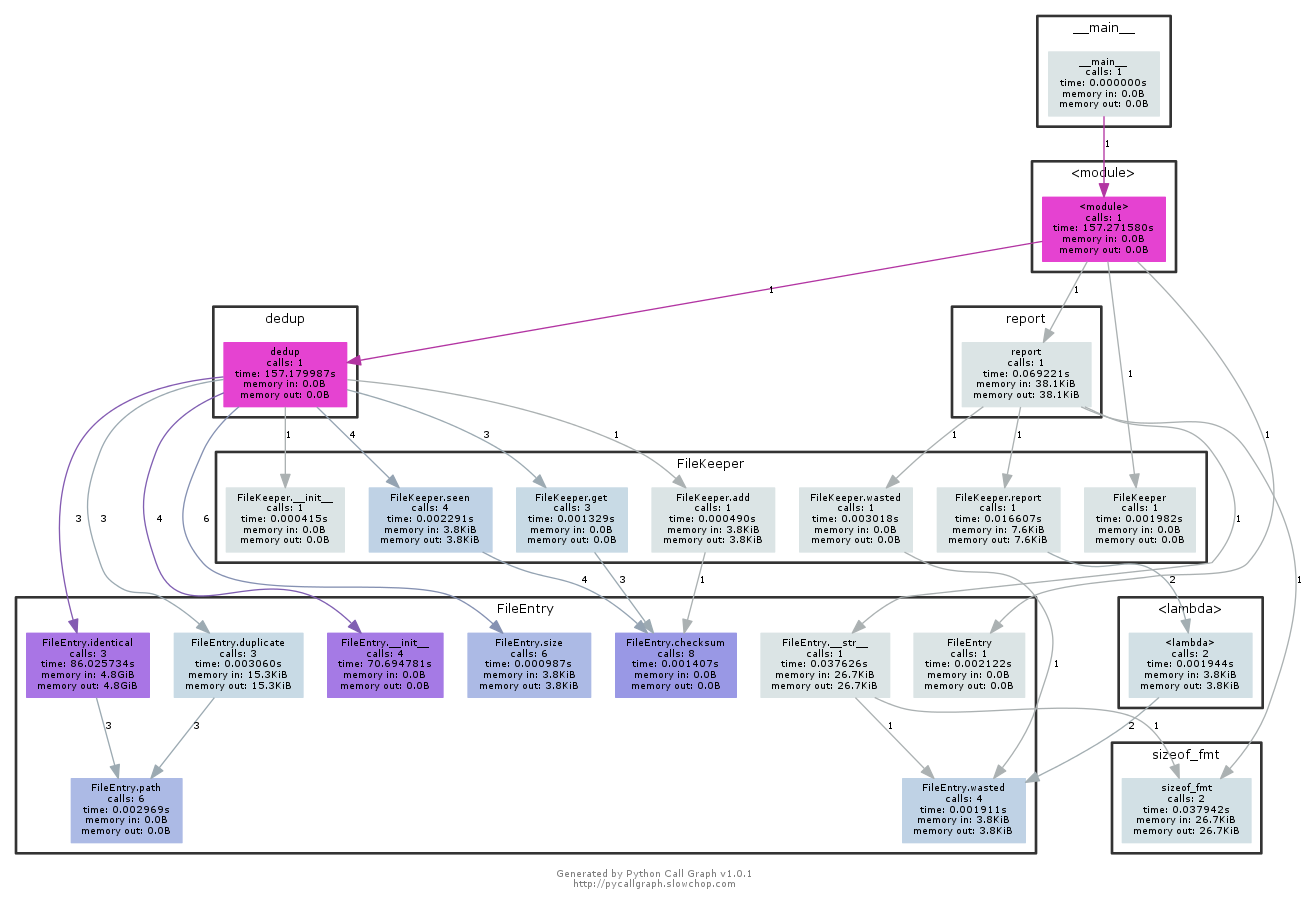 __main__
__main__
calls: 1
time: 0.000000s
memory in: 0.0B
memory out: 0.0B
1
<module>
<module>
calls: 1
time: 157.271580s
memory in: 0.0B
memory out: 0.0B
1
1
1
1
dedup
dedup
calls: 1
time: 157.179987s
memory in: 0.0B
memory out: 0.0B
report
report
calls: 1
time: 0.069221s
memory in: 38.1KiB
memory out: 38.1KiB
3
3
4
6
1
4
3
1
1
1
1
1
FileKeeper
FileKeeper.__init__
calls: 1
time: 0.000415s
memory in: 0.0B
memory out: 0.0B
FileKeeper.seen
calls: 4
time: 0.002291s
memory in: 3.8KiB
memory out: 3.8KiB
FileKeeper.get
calls: 3
time: 0.001329s
memory in: 0.0B
memory out: 0.0B
FileKeeper.add
calls: 1
time: 0.000490s
memory in: 3.8KiB
memory out: 3.8KiB
FileKeeper.wasted
calls: 1
time: 0.003018s
memory in: 0.0B
memory out: 0.0B
FileKeeper.report
calls: 1
time: 0.016607s
memory in: 7.6KiB
memory out: 7.6KiB
FileKeeper
calls: 1
time: 0.001982s
memory in: 0.0B
memory out: 0.0B
4
3
1
2
1
FileEntry
FileEntry.identical
calls: 3
time: 86.025734s
memory in: 4.8GiB
memory out: 4.8GiB
FileEntry.duplicate
calls: 3
time: 0.003060s
memory in: 15.3KiB
memory out: 15.3KiB
FileEntry.__init__
calls: 4
time: 70.694781s
memory in: 0.0B
memory out: 0.0B
FileEntry.size
calls: 6
time: 0.000987s
memory in: 3.8KiB
memory out: 3.8KiB
FileEntry.checksum
calls: 8
time: 0.001407s
memory in: 0.0B
memory out: 0.0B
FileEntry.__str__
calls: 1
time: 0.037626s
memory in: 26.7KiB
memory out: 26.7KiB
FileEntry
calls: 1
time: 0.002122s
memory in: 0.0B
memory out: 0.0B
<lambda>
<lambda>
calls: 2
time: 0.001944s
memory in: 3.8KiB
memory out: 3.8KiB
3
3
1
2
1
FileEntry.path
calls: 6
time: 0.002969s
memory in: 0.0B
memory out: 0.0B
FileEntry.wasted
calls: 4
time: 0.001911s
memory in: 3.8KiB
memory out: 3.8KiB
sizeof_fmt
sizeof_fmt
calls: 2
time: 0.037942s
memory in: 26.7KiB
memory out: 26.7KiB
Generated by Python Call Graph v1.0.1
http://pycallgraph.slowchop.com